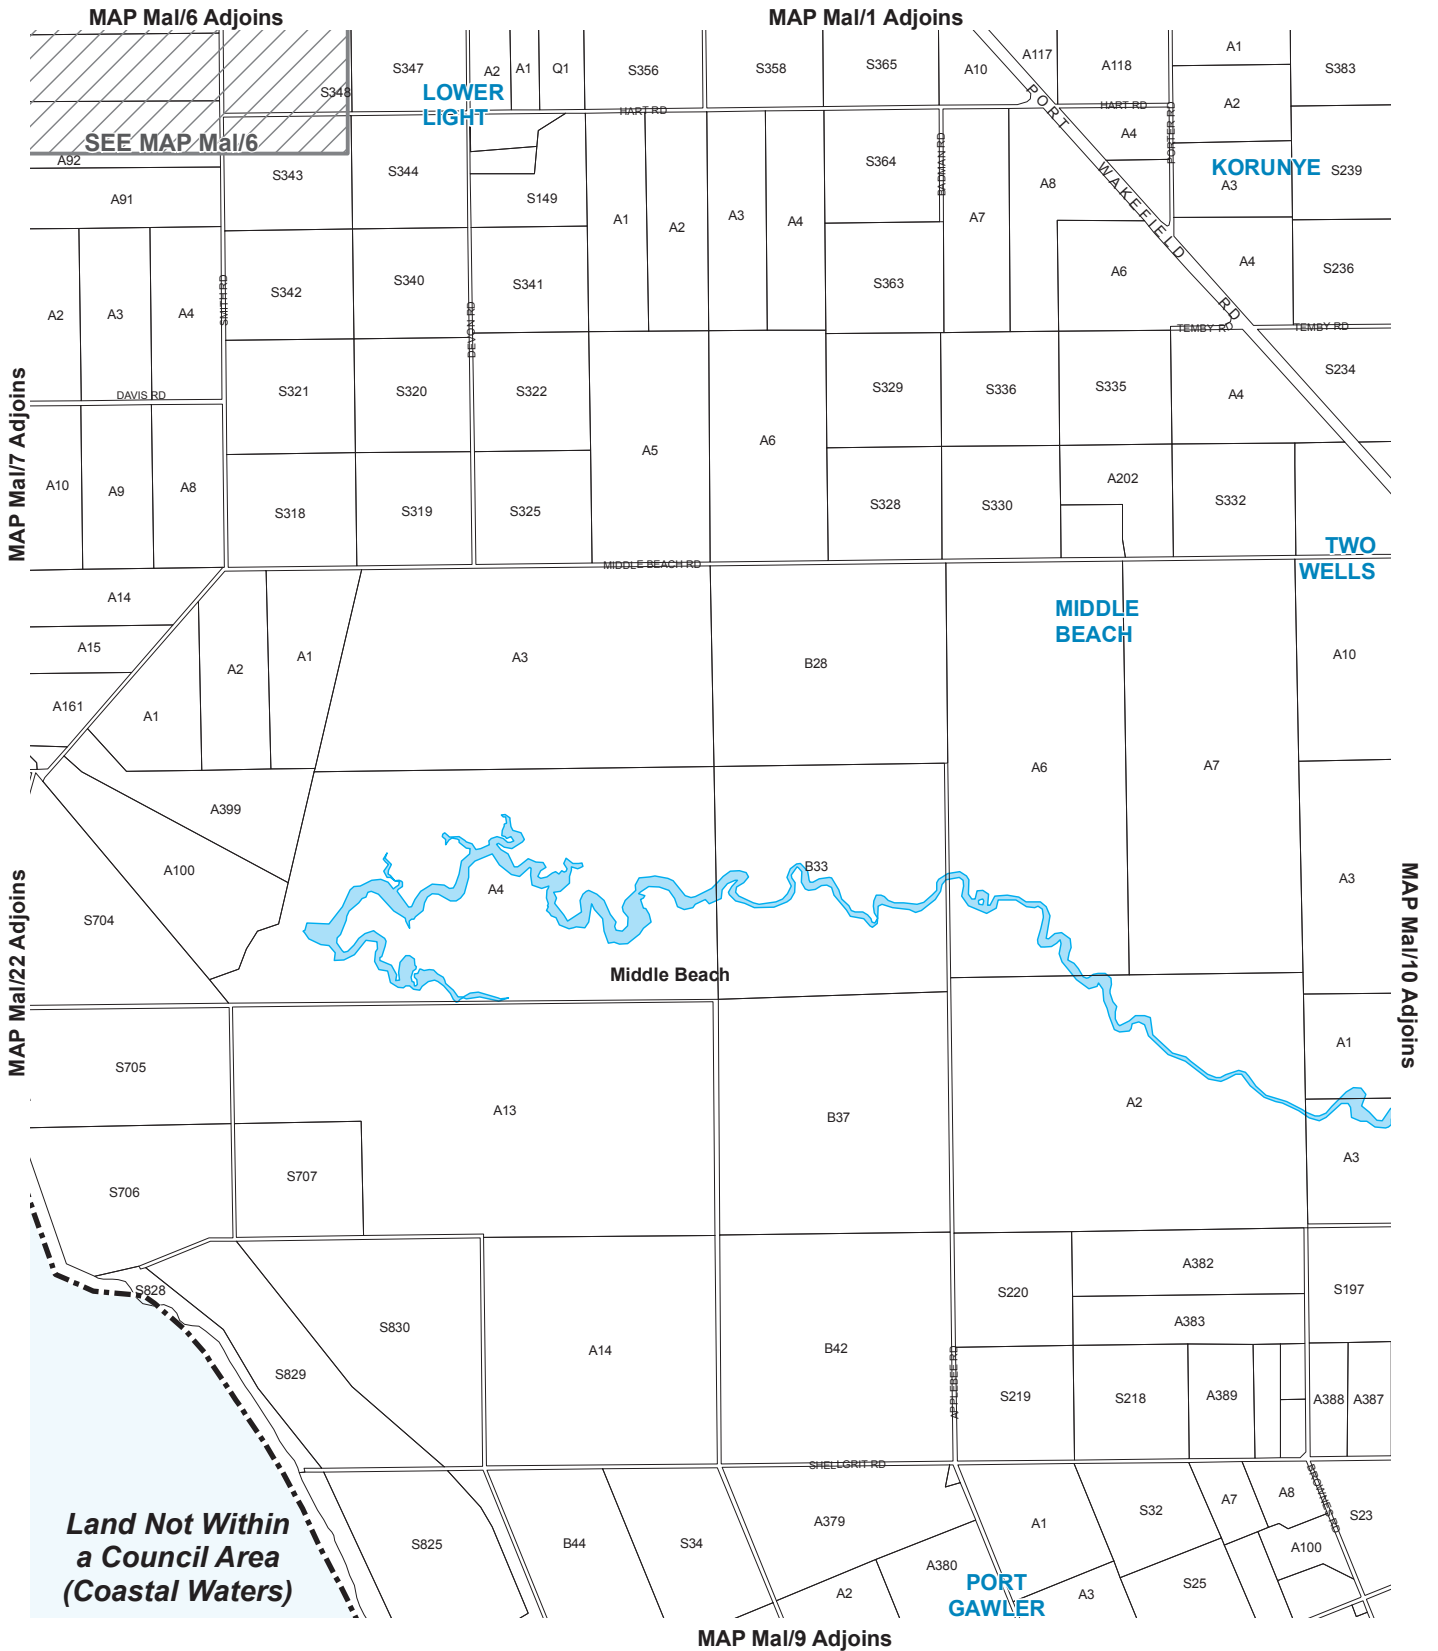 MAP Mal/6 Adjoins
MAP Mal/1 Adjoins
S347
A2
A1
Q1
S356
S358
S365
A10
A117
A118
A1
S383
S348
LOWER
LIGHT
HART RD
PORT WAKEFIELD RD
HART RD
PORTER RD
A2
SEE MAP Mal/6
A92
A4
KORUNYE
S343
S344
S364
BADMAN RD
A8
A3
S239
A91
S149
A1
A2
A3
A4
A7
S342
S340
S341
S363
A6
A4
S236
A2
A3
A4
SMITH RD
DEVON RD
TEMBY RD
TEMBY RD
MAP Mal/7 Adjoins
DAVIS RD
S321
S320
S322
S329
S336
S335
A4
S234
A5
A6
A10
A9
A8
S318
S319
S325
S328
S330
A202
S332
TWO
WELLS
MIDDLE BEACH RD
A14
MIDDLE
BEACH
A15
A2
A1
A3
B28
A10
A161
A1
A6
A7
A399
A100
A4
B33
A3
S704
MAP Mal/22 Adjoins
MAP Mal/10 Adjoins
Middle Beach
A1
S705
A13
B37
A2
A3
S706
S707
S828
S220
A382
S197
S830
A383
A14
B42
S829
APPLEBEE RD
S219
S218
A389
A388
A387
SHELLGRIT RD
BROWNES RD
Land Not Within
a Council Area
(Coastal Waters)
S825
B44
S34
A379
A1
S32
A7
A8
S23
A100
A2
A380
PORT
GAWLER
A3
S25
MAP Mal/9 Adjoins